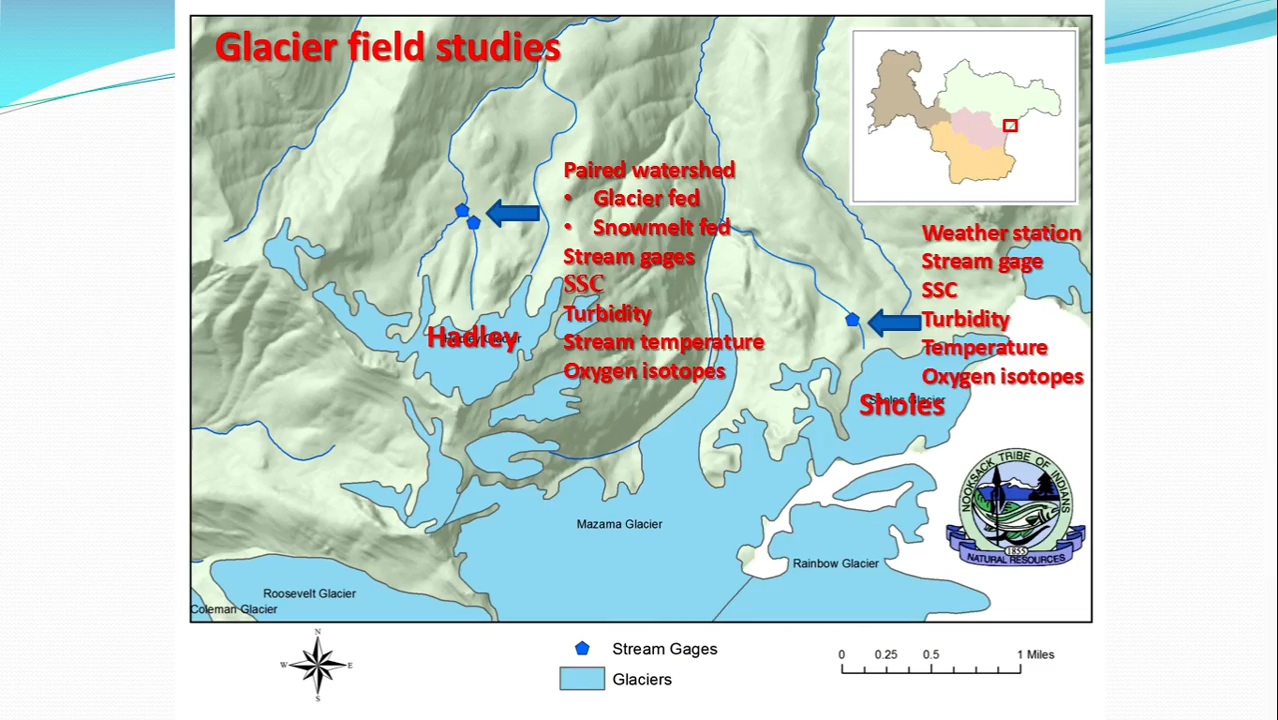 Glacier field studies
Paired watershed
• Glacier fed
• Snowmelt fed
Stream gages
SSC
Turbidity
Stream temperature
Oxygen isotopes
Weather station
Stream gage
SSC
Turbidity
Temperature
Oxygen isotopes
Hadley
Sholes
Sholes Glacier
Mazama Glacier
Rainbow Glacier
Roosevelt Glacier
Coleman Glacier
NOOKSACK TRIBE OF INDIANS
1855
NATURAL RESOURCES
N
W E
S
Stream Gages
Glaciers
0 0.25 0.5 1 Miles